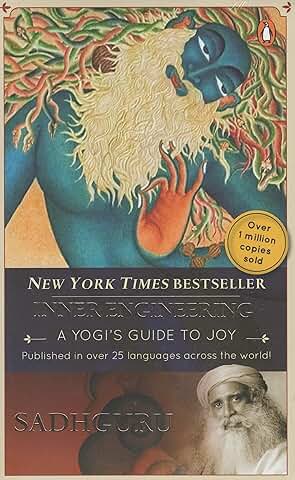 Over
1 million
copies
sold
NEW YORK TIMES BESTSELLER
INNER ENGINEERING
A YOGI'S GUIDE TO JOY
Published in over 25 languages across the world!
SADHGURU